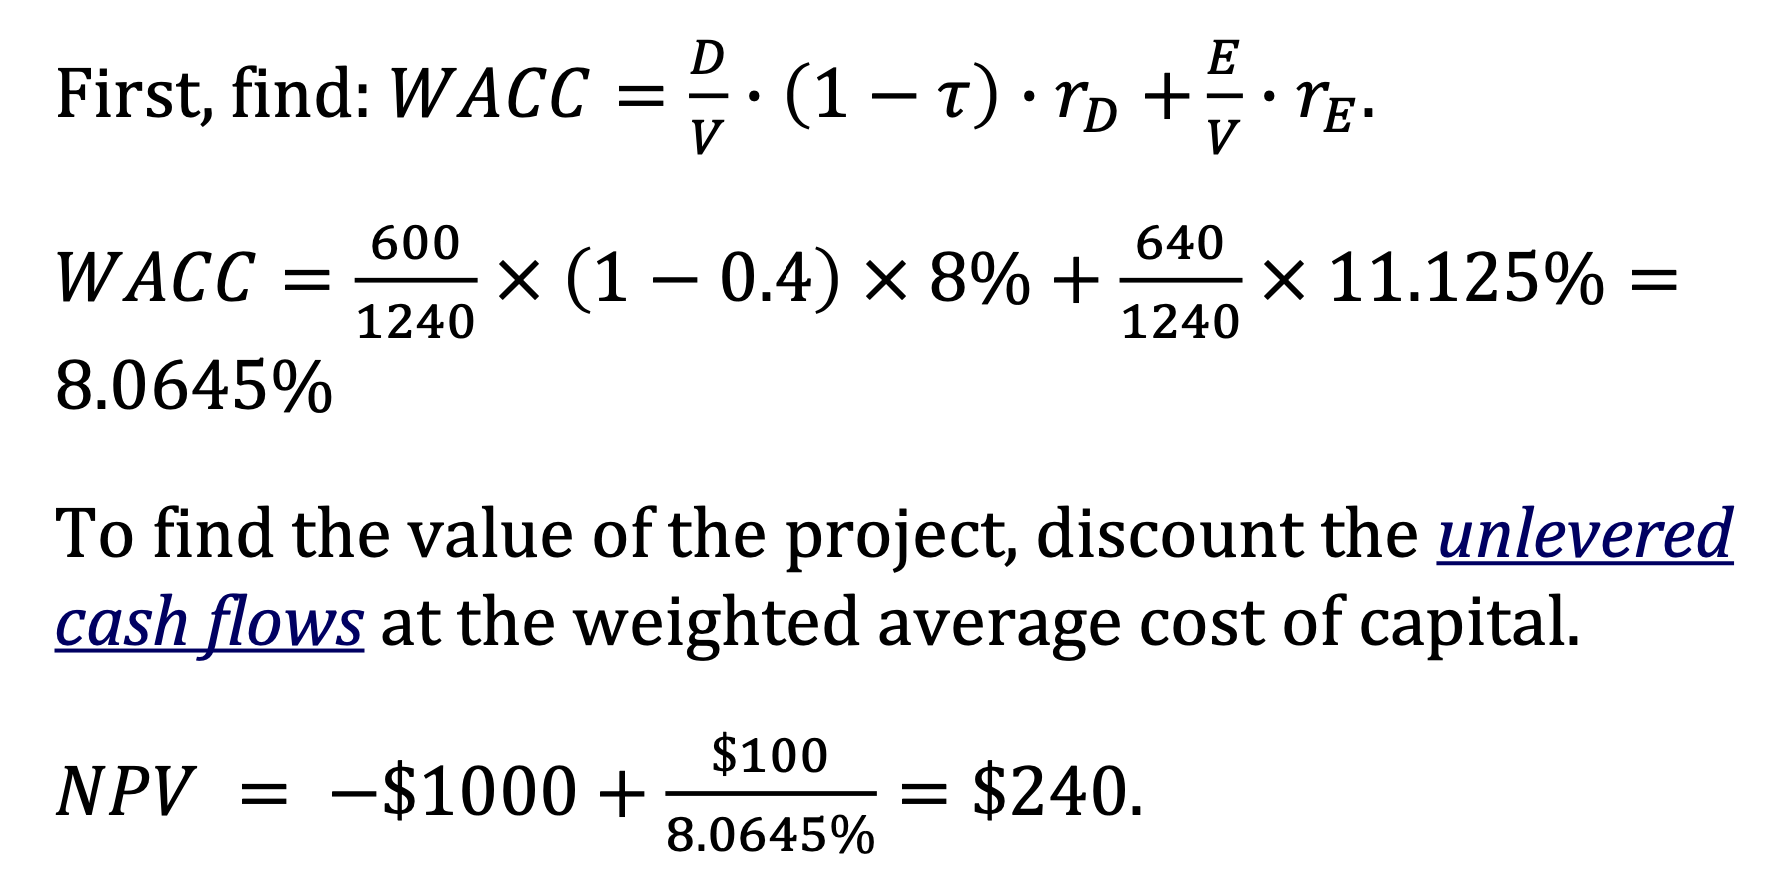 First, find: WACC = D/V · (1 − τ) · r_D + E/V · r_E.
WACC = 600/1240 × (1 − 0.4) × 8% + 640/1240 × 11.125% =
8.0645%
To find the value of the project, discount the unlevered
cash flows at the weighted average cost of capital.
NPV = −$1000 + $100/8.0645% = $240.